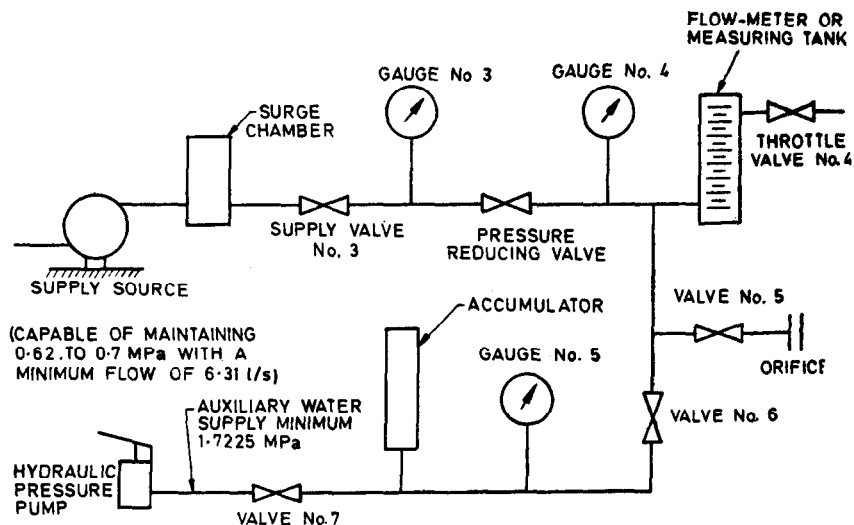 FLOW-METER OR
MEASURING TANK
GAUGE No 3
GAUGE No. 4
SURGE
CHAMBER
THROTTLE
VALVE No.4
SUPPLY VALVE
No. 3
PRESSURE
REDUCING VALVE
SUPPLY SOURCE
(CAPABLE OF MAINTAINING
0·62.TO 0·7 MPa WITH A
MINIMUM FLOW OF 6·31 l/s)
ACCUMULATOR
VALVE No. 5
GAUGE No. 5
ORIFICE
AUXILIARY WATER
SUPPLY MINIMUM
1·7225 MPa
VALVE No. 6
HYDRAULIC
PRESSURE
PUMP
VALVE No. 7